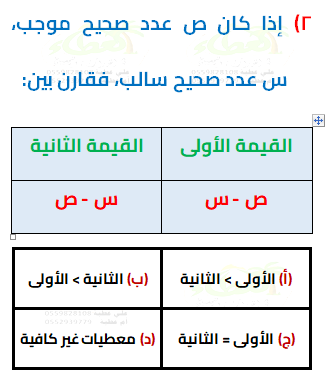 ٢) إذا كان ص عدد صحيح موجب،
س عدد صحيح سالب، فقارن بين:
القيمة الأولى القيمة الثانية
ص - س س - ص
(أ) الأولى > الثانية (ب) الثانية > الأولى
(ج) الأولى = الثانية (د) معطيات غير كافية